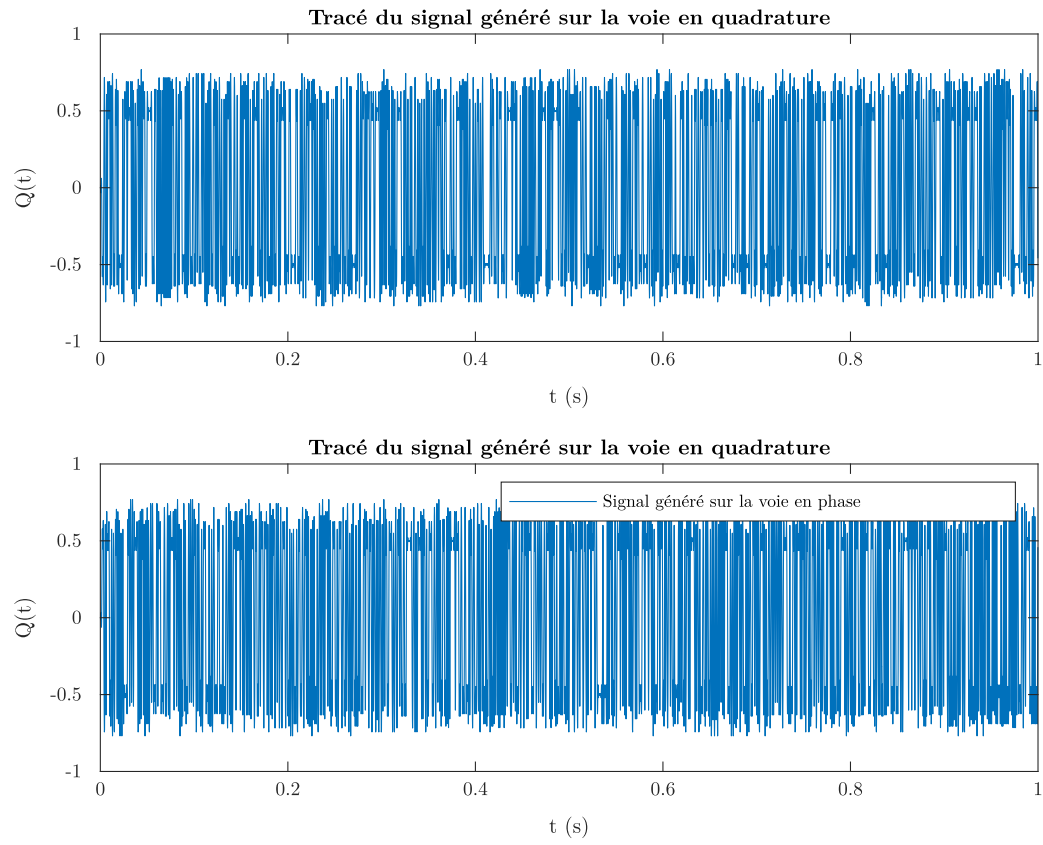 Tracé du signal généré sur la voie en quadrature
1
0.5
0
-0.5
-1
Q(t)
0 0.2 0.4 0.6 0.8 1
t (s)
Tracé du signal généré sur la voie en quadrature
Signal généré sur la voie en phase
1
0.5
0
-0.5
-1
Q(t)
0 0.2 0.4 0.6 0.8 1
t (s)